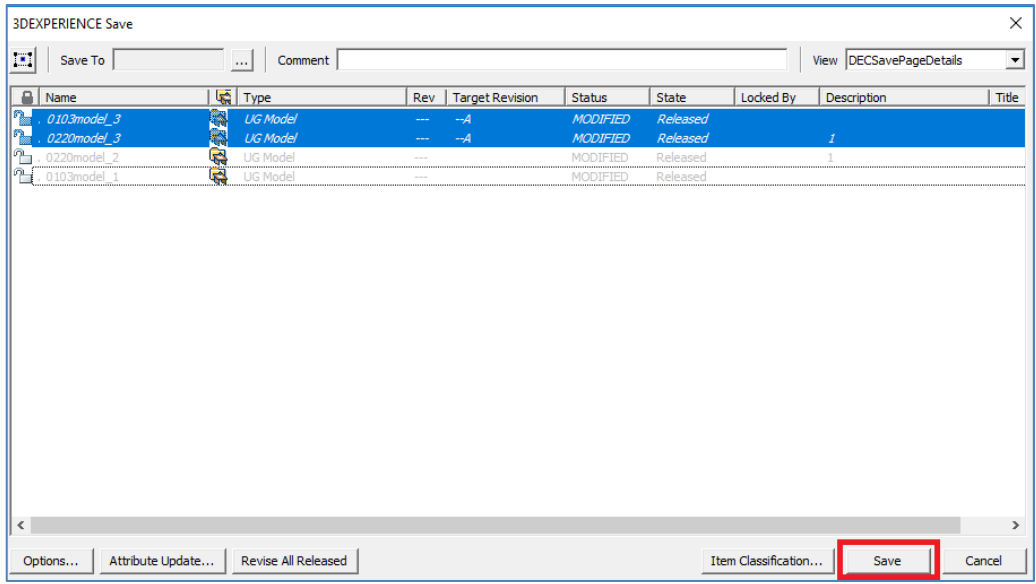 3DEXPERIENCE Save
Save To ... Comment View DECSavePageDetails
Name Type Rev Target Revision Status State Locked By Description Title
. 0103model_3 UG Model --- --A MODIFIED Released
. 0220model_3 UG Model --- --A MODIFIED Released 1
. 0220model_2 UG Model --- MODIFIED Released 1
. 0103model_1 UG Model --- MODIFIED Released
Options... Attribute Update... Revise All Released Item Classification... Save Cancel